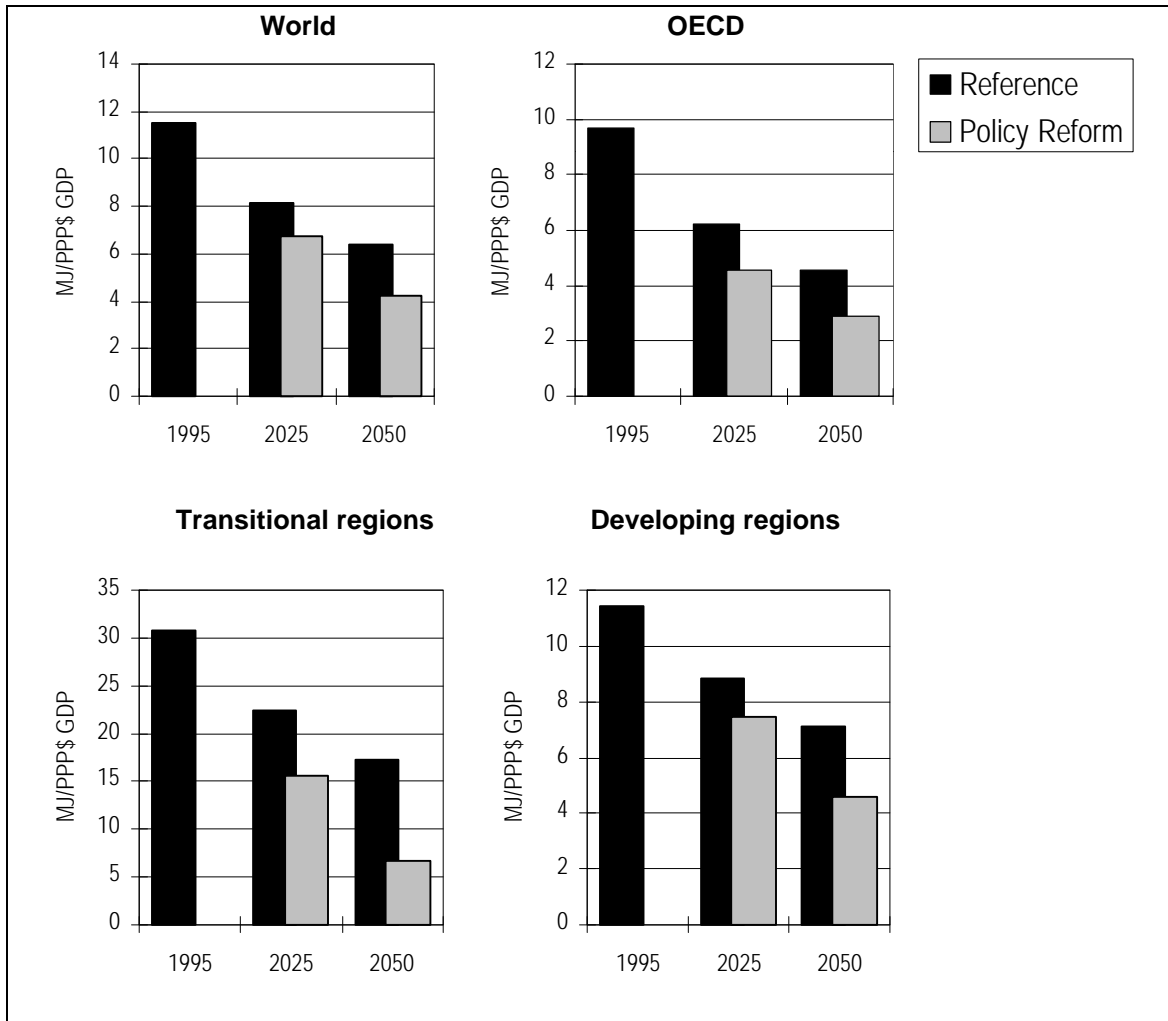 World
OECD
Reference
Policy Reform
MJ/PPP$ GDP
14
12
10
8
6
4
2
0
1995 2025 2050
MJ/PPP$ GDP
12
10
8
6
4
2
0
1995 2025 2050
Transitional regions
Developing regions
MJ/PPP$ GDP
35
30
25
20
15
10
5
0
1995 2025 2050
MJ/PPP$ GDP
12
10
8
6
4
2
0
1995 2025 2050